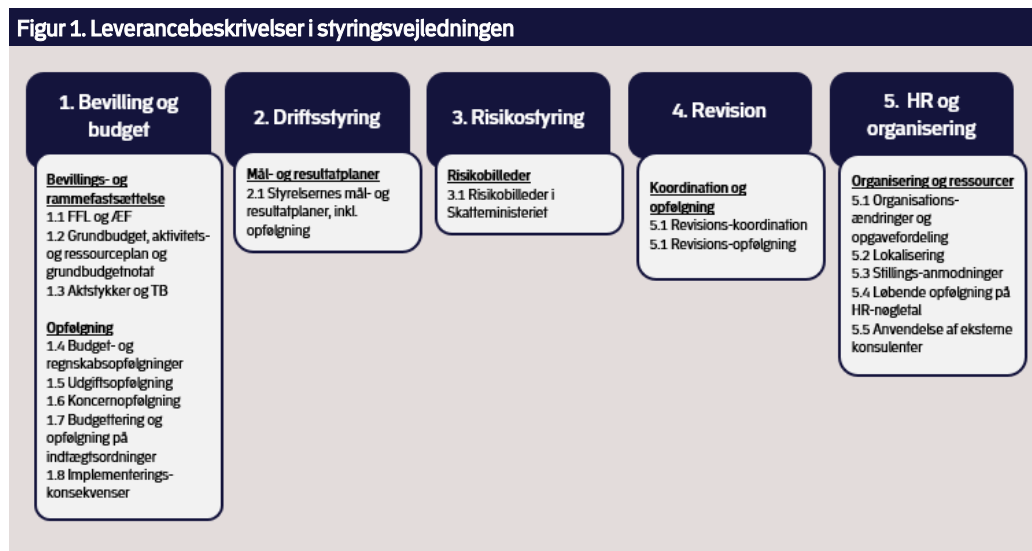 Figur 1. Leverancebeskrivelser i styringsvejledningen
1. Bevilling og
budget
Bevillings- og
rammefastsættelse
1.1 FFL og ÆF
1.2 Grundbudget, aktivitets-
og ressourceplan og
grundbudgetnotat
1.3 Aktstykker og TB
Opfølgning
1.4 Budget- og
regnskabsopfølgninger
1.5 Udgiftsopfølgning
1.6 Koncernopfølgning
1.7 Budgettering og
opfølgning på
indtægtsordninger
1.8 Implementerings-
konsekvenser
2. Driftsstyring
Mål- og resultatplaner
2.1 Styrelsernes mål- og
resultatplaner, inkl.
opfølgning
3. Risikostyring
Risikobilleder
3.1 Risikobilleder i
Skatteministeriet
4. Revision
Koordination og
opfølgning
5.1 Revisions-koordination
5.1 Revisions-opfølgning
5. HR og
organisering
Organisering og ressourcer
5.1 Organisations-
ændringer og
opgavefordeling
5.2 Lokalisering
5.3 Stillings-anmodninger
5.4 Løbende opfølgning på
HR-nøgletal
5.5 Anvendelse af eksterne
konsulenter